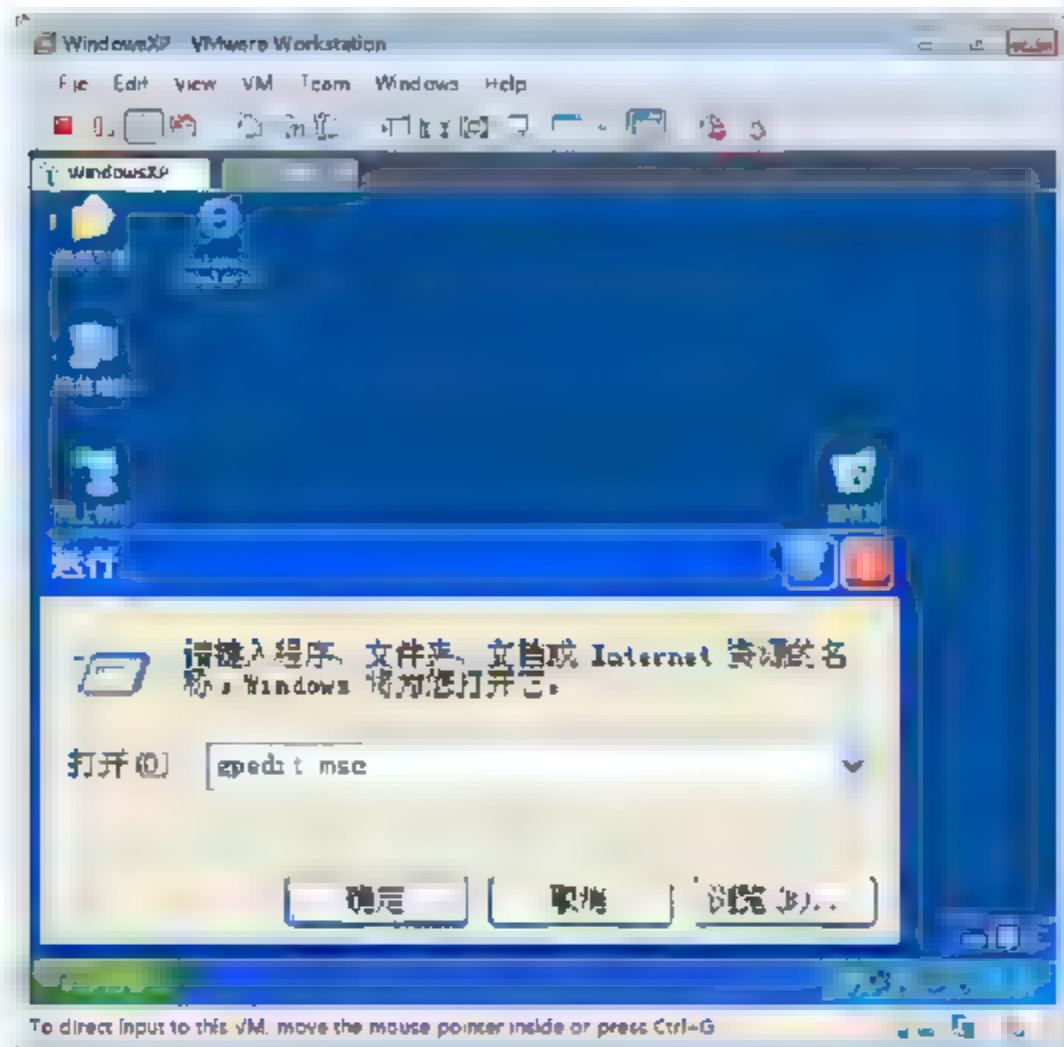 WindowsXP VMware Workstation
File Edit View VM Team Windows Help
WindowsXP
运行
请键入程序、文件夹、文档或 Internet 资源的名
称，Windows 将为您打开它。
打开(O) gpedit msc
确定 取消 浏览(B)...
To direct input to this VM, move the mouse pointer inside or press Ctrl+G